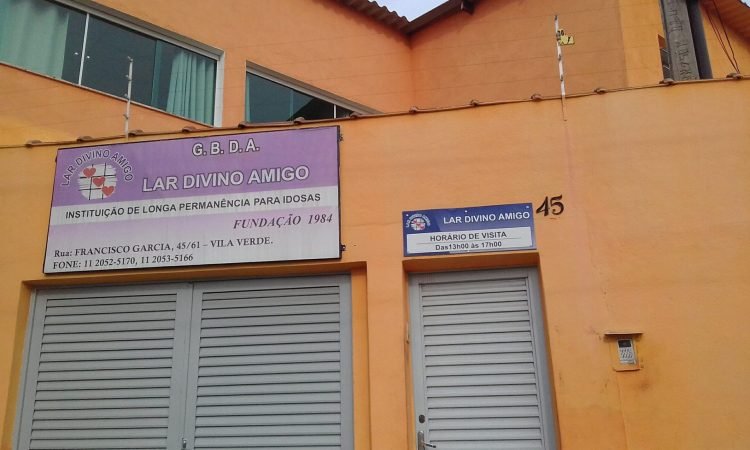 G. B. D. A.
LAR DIVINO AMIGO
LAR DIVINO AMIGO
INSTITUIÇÃO DE LONGA PERMANÊNCIA PARA IDOSAS
FUNDAÇÃO 1984
Rua: FRANCISCO GARCIA, 45/61 – VILA VERDE.
FONE: 11 2052-5170, 11 2053-5166
LAR DIVINO AMIGO
HORÁRIO DE VISITA
Das13h00 às 17h00
45